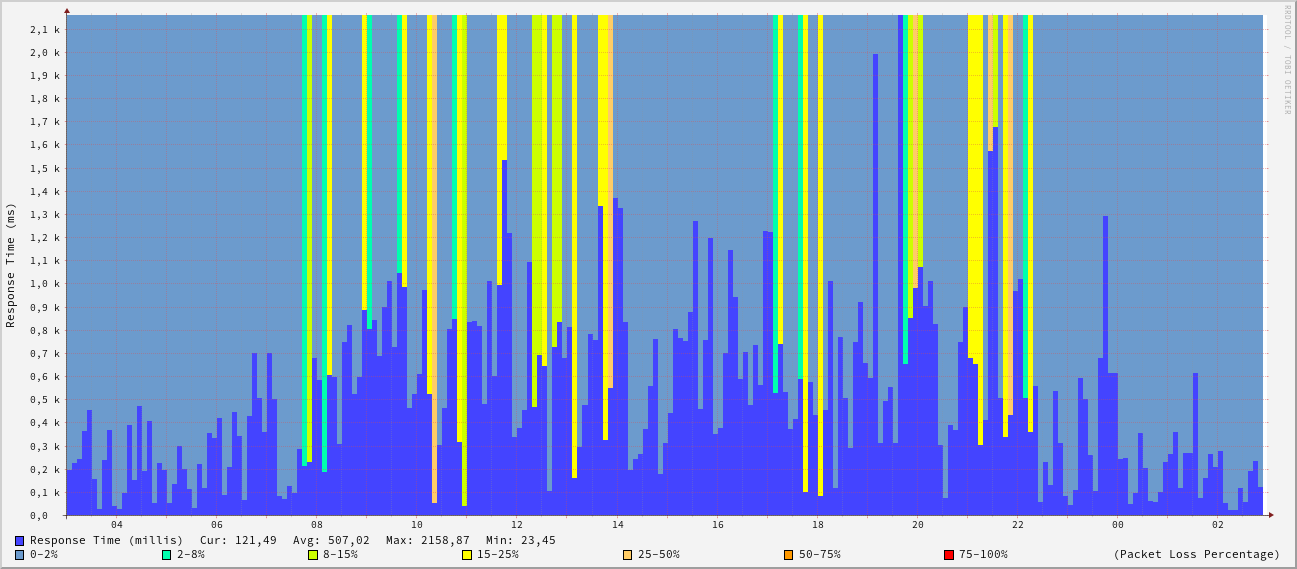 RRDTOOL / TOBI OETIKER
Response Time (ms)
2,1 k
2,0 k
1,9 k
1,8 k
1,7 k
1,6 k
1,5 k
1,4 k
1,3 k
1,2 k
1,1 k
1,0 k
0,9 k
0,8 k
0,7 k
0,6 k
0,5 k
0,4 k
0,3 k
0,2 k
0,1 k
0,0
04 06 08 10 12 14 16 18 20 22 00 02
Response Time (millis) Cur: 121,49 Avg: 507,02 Max: 2158,87 Min: 23,45
0-2% 2-8% 8-15% 15-25% 25-50% 50-75% 75-100% (Packet Loss Percentage)